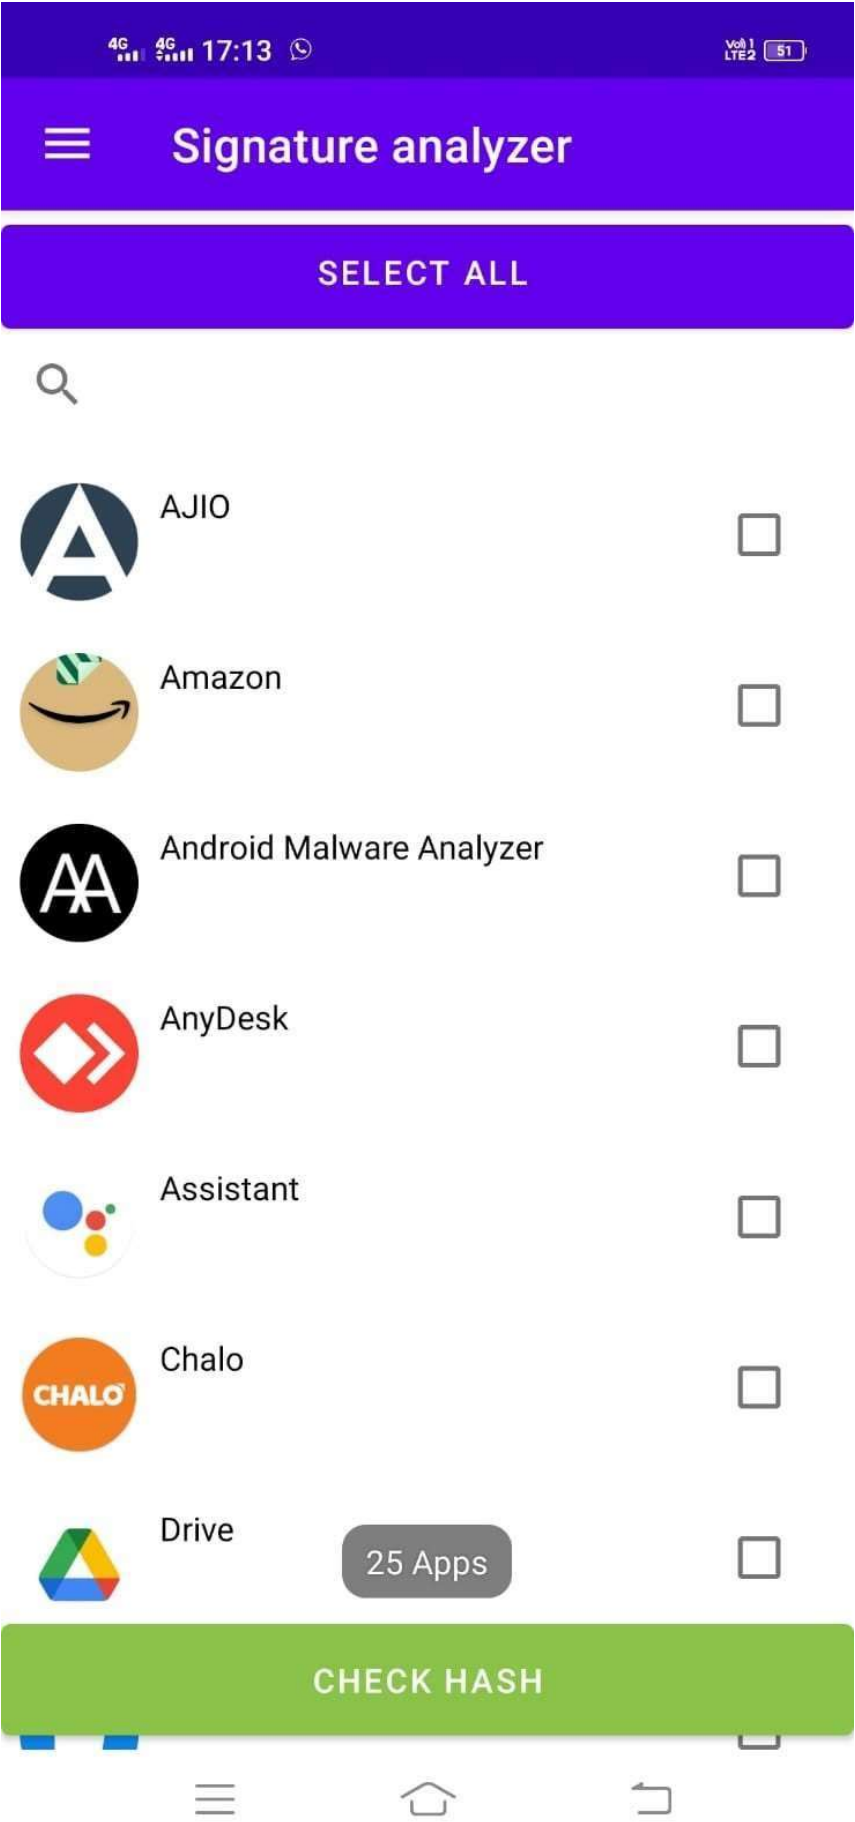 4G 4G 17:13 Vo)) 1 LTE2 51
Signature analyzer
SELECT ALL
AJIO
Amazon
Android Malware Analyzer
AnyDesk
Assistant
Chalo
CHALO
Drive
25 Apps
CHECK HASH